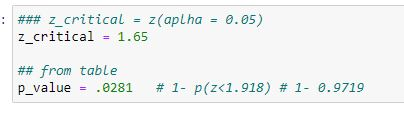 : ### z_critical = z(aplha = 0.05)
z_critical = 1.65
## from table
p_value = .0281 # 1- p(z<1.918) # 1- 0.9719